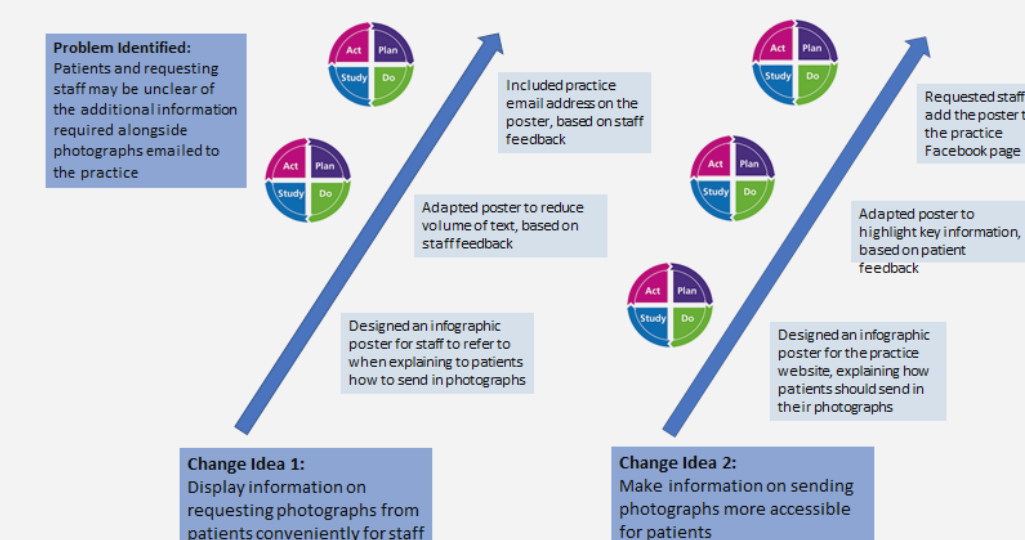 Problem Identified:
Patients and requesting
staff may be unclear of
the additional information
required alongside
photographs emailed to
the practice
Act
Plan
Study
Do
Included practice
email address on the
poster, based on staff
feedback
Act
Plan
Study
Do
Adapted poster to reduce
volume of text, based on
staff feedback
Designed an infographic
poster for staff to refer to
when explaining to patients
how to send in photographs
Change Idea 1:
Display information on
requesting photographs from
patients conveniently for staff
Act
Plan
Study
Do
Requested staff
add the poster t
the practice
Facebook page
Act
Plan
Study
Do
Adapted poster to
highlight key information,
based on patient
feedback
Act
Plan
Study
Do
Designed an infographic
poster for the practice
website, explaining how
patients should send in
their photographs
Change Idea 2:
Make information on sending
photographs more accessible
for patients